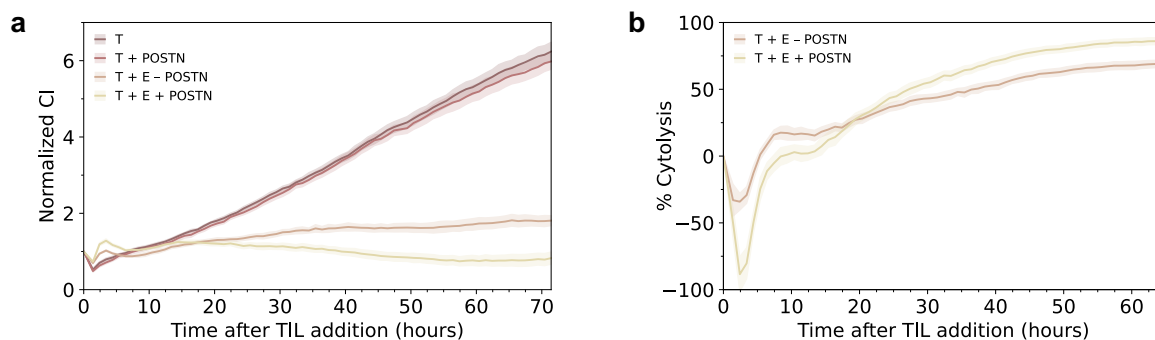 a
T
T + POSTN
T + E – POSTN
T + E + POSTN
Normalized CI
6
4
2
0
0 10 20 30 40 50 60 70
Time after TIL addition (hours)
b
T + E – POSTN
T + E + POSTN
% Cytolysis
100
75
50
25
0
−50
−100
0 10 20 30 40 50 60
Time after TIL addition (hours)